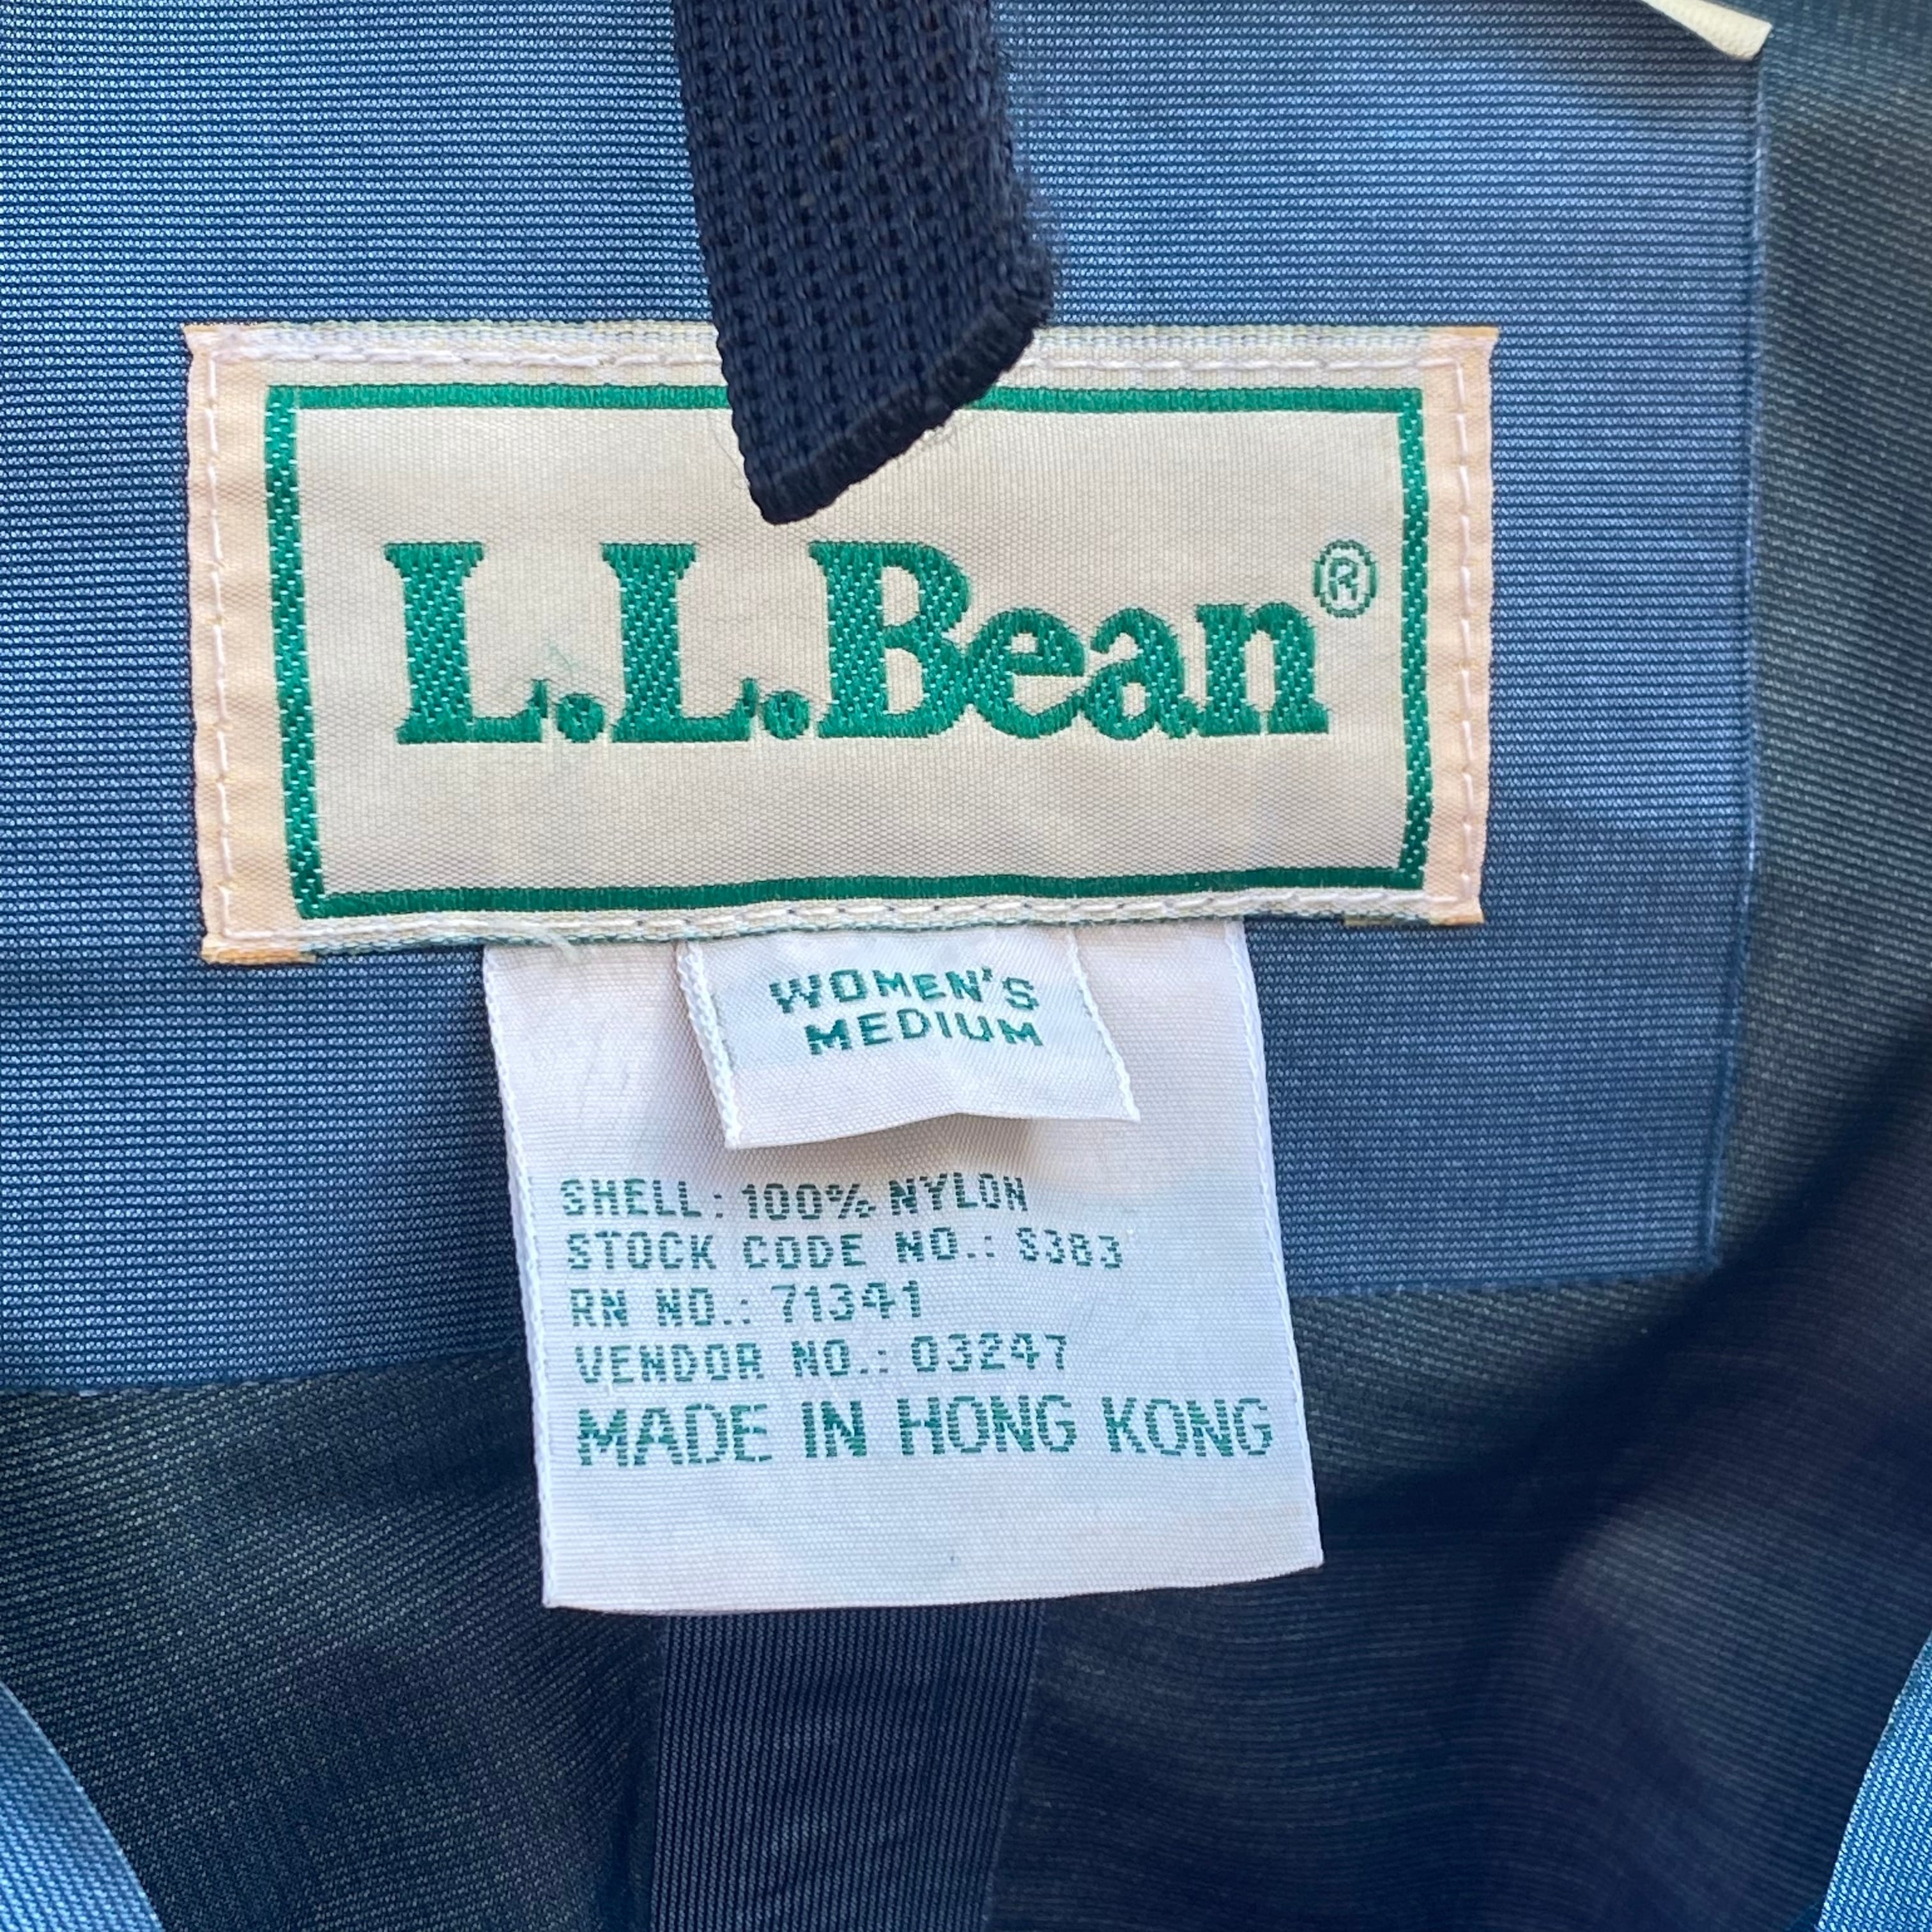 L.L.Bean®
WOMEN'S
MEDIUM
SHELL: 100% NYLON
STOCK CODE NO.: S383
RN NO.: 71341
VENDOR NO.: 03247
MADE IN HONG KONG